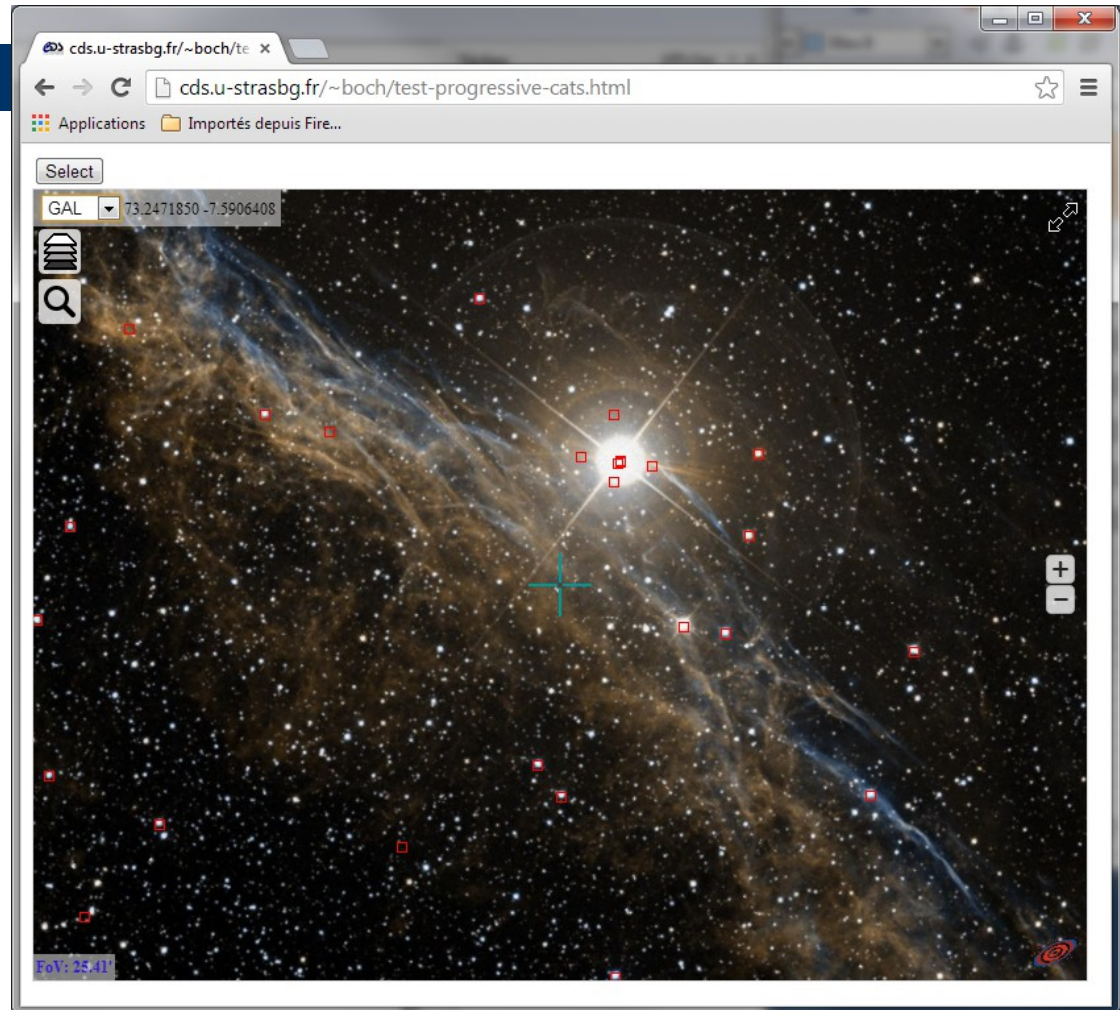 cds.u-strasbg.fr/~boch/te
cds.u-strasbg.fr/~boch/test-progressive-cats.html
Applications Importés depuis Fire...
Select
GAL 73.2471850 -7.5906408
+
−
FoV: 25.41'